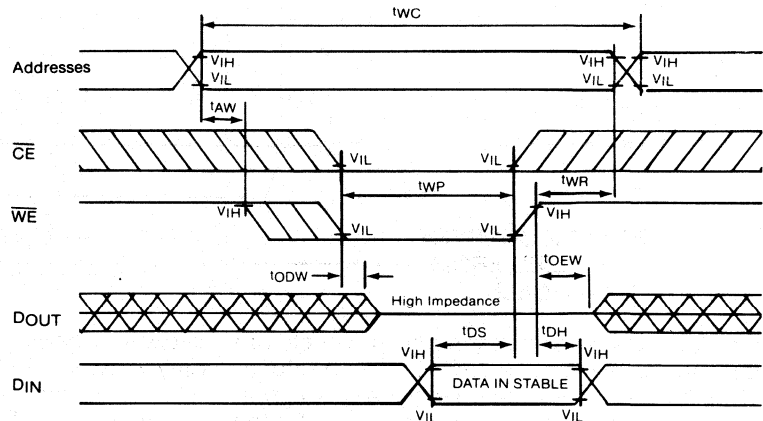 tWC
Addresses
VIH
VIL
VIH
VIL
VIH
VIL
tAW
CE
VIL
VIL
tWP
tWR
WE
VIH
VIL
VIL
VIH
tODW
tOEW
DOUT
High Impedance
tDS
tDH
VIH
VIH
DIN
DATA IN STABLE
VIL
VIL